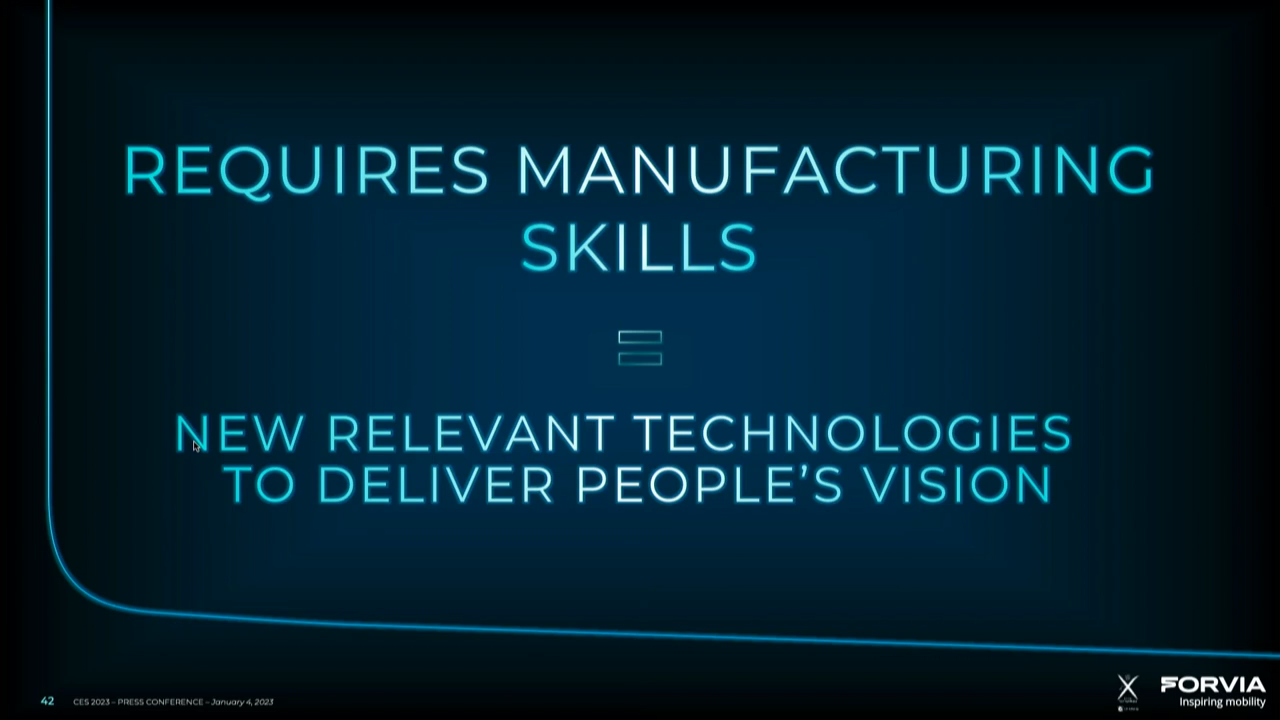 REQUIRES MANUFACTURING
SKILLS
=
NEW RELEVANT TECHNOLOGIES
TO DELIVER PEOPLE’S VISION
42 CES 2023 – PRESS CONFERENCE – January 4, 2023
FORVIA
Inspiring mobility